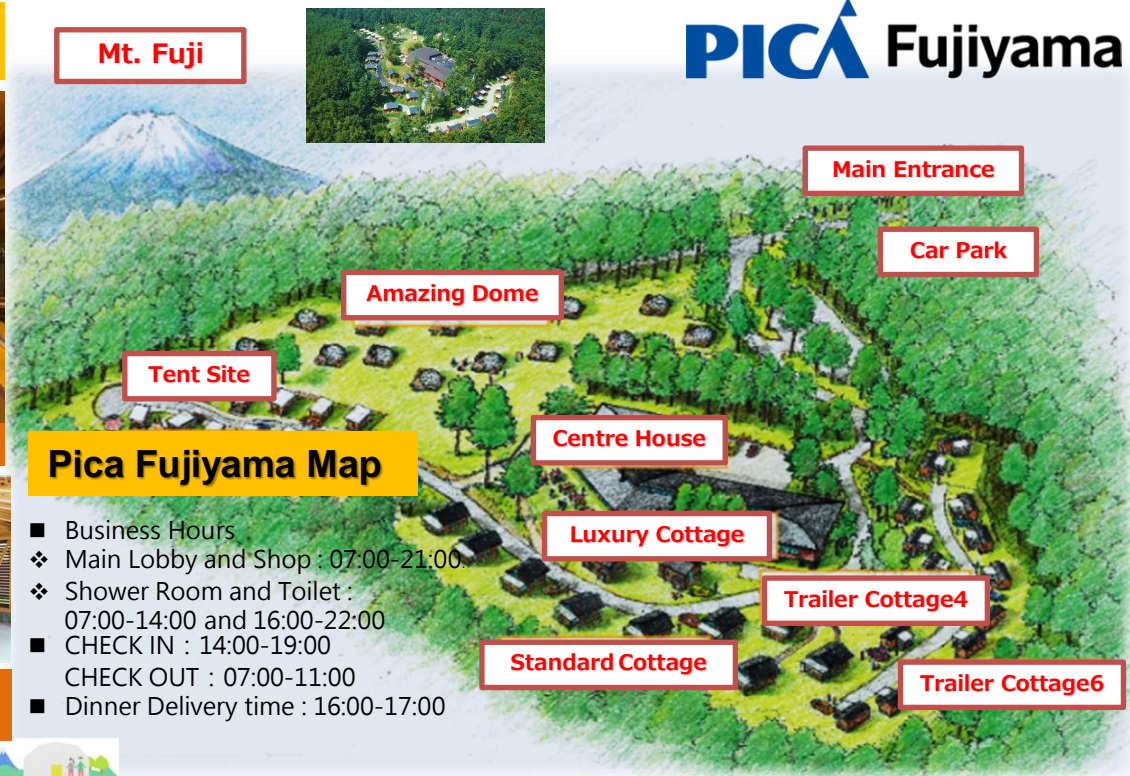 Mt. Fuji
PICA Fujiyama
Main Entrance
Car Park
Amazing Dome
Tent Site
Centre House
Pica Fujiyama Map
Luxury Cottage
Trailer Cottage4
Standard Cottage
Trailer Cottage6
■ Business Hours
❖ Main Lobby and Shop : 07:00-21:00.
❖ Shower Room and Toilet :
07:00-14:00 and 16:00-22:00
■ CHECK IN : 14:00-19:00
CHECK OUT : 07:00-11:00
■ Dinner Delivery time : 16:00-17:00